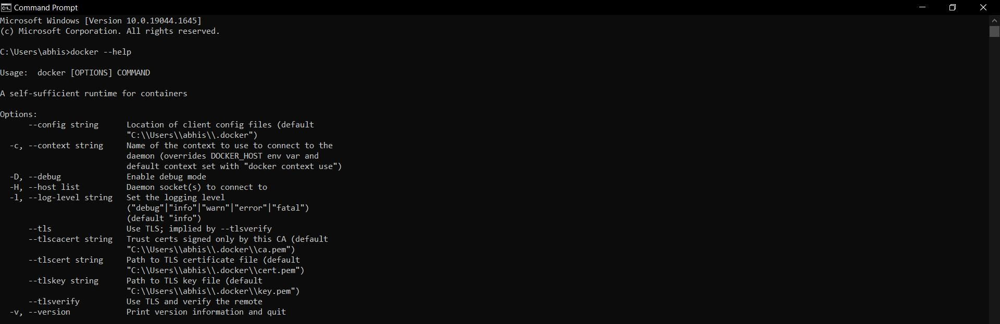 Command Prompt
Microsoft Windows [Version 10.0.19044.1645]
(c) Microsoft Corporation. All rights reserved.
C:\Users\abhis>docker --help
Usage:  docker [OPTIONS] COMMAND
A self-sufficient runtime for containers
Options:
      --config string      Location of client config files (default
                           "C:\\Users\\abhis\\.docker")
  -c, --context string     Name of the context to use to connect to the
                           daemon (overrides DOCKER_HOST env var and
                           default context set with "docker context use")
  -D, --debug              Enable debug mode
  -H, --host list          Daemon socket(s) to connect to
  -l, --log-level string   Set the logging level
                           ("debug"|"info"|"warn"|"error"|"fatal")
                           (default "info")
      --tls                Use TLS; implied by --tlsverify
      --tlscacert string   Trust certs signed only by this CA (default
                           "C:\\Users\\abhis\\.docker\\ca.pem")
      --tlscert string     Path to TLS certificate file (default
                           "C:\\Users\\abhis\\.docker\\cert.pem")
      --tlskey string      Path to TLS key file (default
                           "C:\\Users\\abhis\\.docker\\key.pem")
      --tlsverify          Use TLS and verify the remote
  -v, --version            Print version information and quit